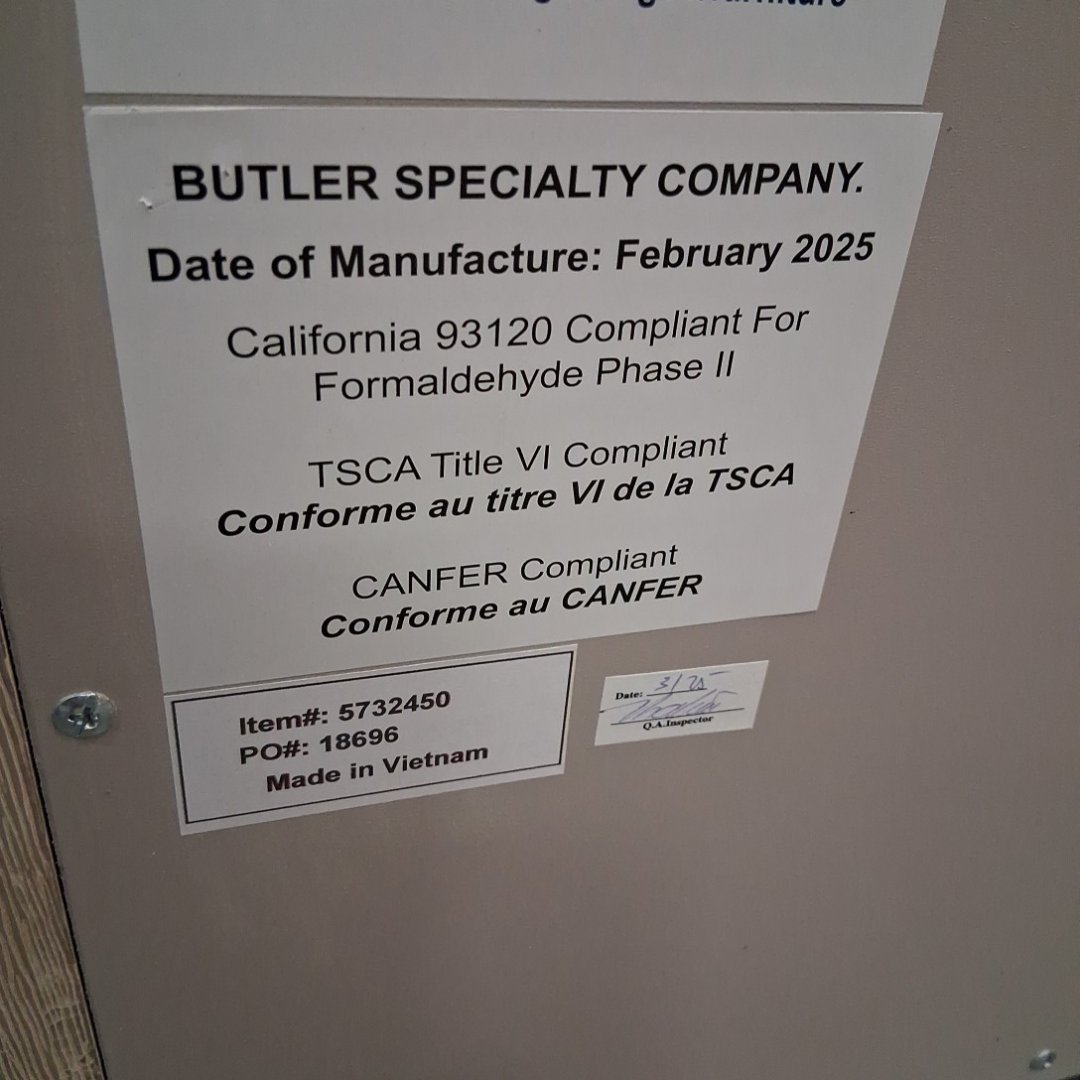 BUTLER SPECIALTY COMPANY.
Date of Manufacture: February 2025
California 93120 Compliant For
Formaldehyde Phase II
TSCA Title VI Compliant
Conforme au titre VI de la TSCA
CANFER Compliant
Conforme au CANFER
Item#: 5732450
PO#: 18696
Made in Vietnam
Date: 3/25
Q.A.Inspector